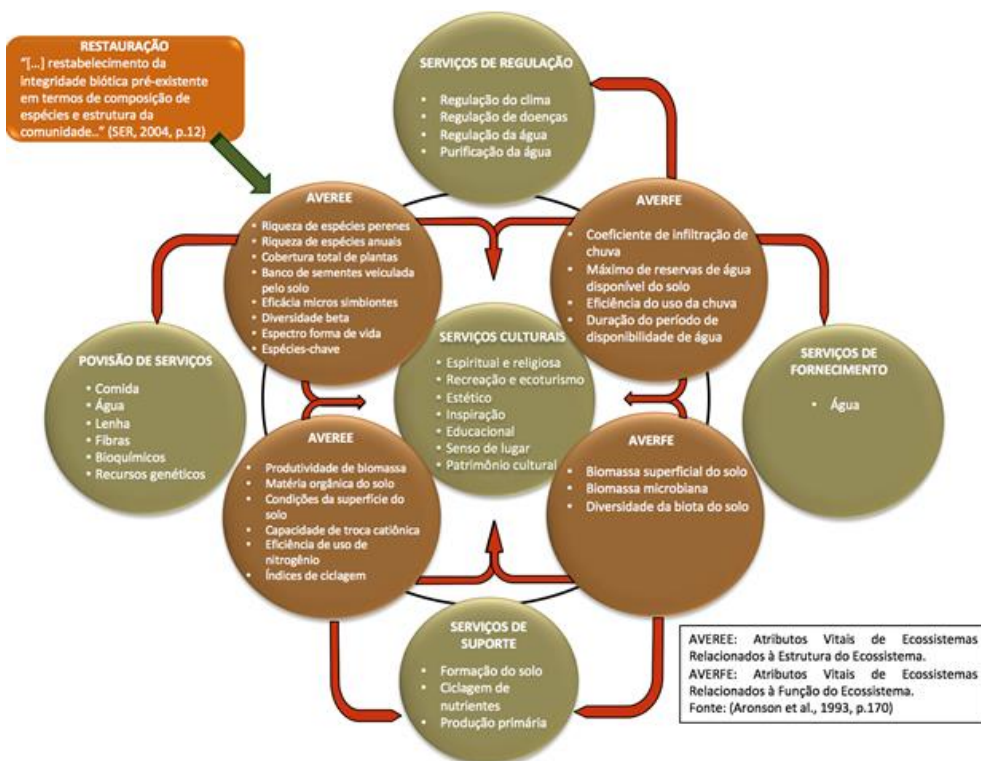 RESTAURAÇÃO
"[...] restabelecimento da
integridade biótica pré-existente
em termos de composição de
espécies e estrutura da
comunidade.." (SER, 2004, p.12)
SERVIÇOS DE REGULAÇÃO
• Regulação do clima
• Regulação de doenças
• Regulação da água
• Purificação da água
AVEREE
• Riqueza de espécies perenes
• Riqueza de espécies anuais
• Cobertura total de plantas
• Banco de sementes veiculada
pelo solo
• Eficácia micros simbiontes
• Diversidade beta
• Espectro forma de vida
• Espécies-chave
AVERFE
• Coeficiente de infiltração de
chuva
• Máximo de reservas de água
disponível do solo
• Eficiência do uso da chuva
• Duração do período de
disponibilidade de água
POVISÃO DE SERVIÇOS
• Comida
• Água
• Lenha
• Fibras
• Bioquímicos
• Recursos genéticos
SERVIÇOS CULTURAIS
• Espiritual e religiosa
• Recreação e ecoturismo
• Estético
• Inspiração
• Educacional
• Senso de lugar
• Patrimônio cultural
SERVIÇOS DE
FORNECIMENTO
• Água
AVEREE
• Produtividade de biomassa
• Matéria orgânica do solo
• Condições da superfície do
solo
• Capacidade de troca catiônica
• Eficiência de uso de
nitrogênio
• Índices de ciclagem
AVERFE
• Biomassa superficial do solo
• Biomassa microbiana
• Diversidade da biota do solo
SERVIÇOS DE
SUPORTE
• Formação do solo
• Ciclagem de
nutrientes
• Produção primária
AVEREE: Atributos Vitais de Ecossistemas
Relacionados à Estrutura do Ecossistema.
AVERFE: Atributos Vitais de Ecossistemas
Relacionados à Função do Ecossistema.
Fonte: (Aronson et al., 1993, p.170)